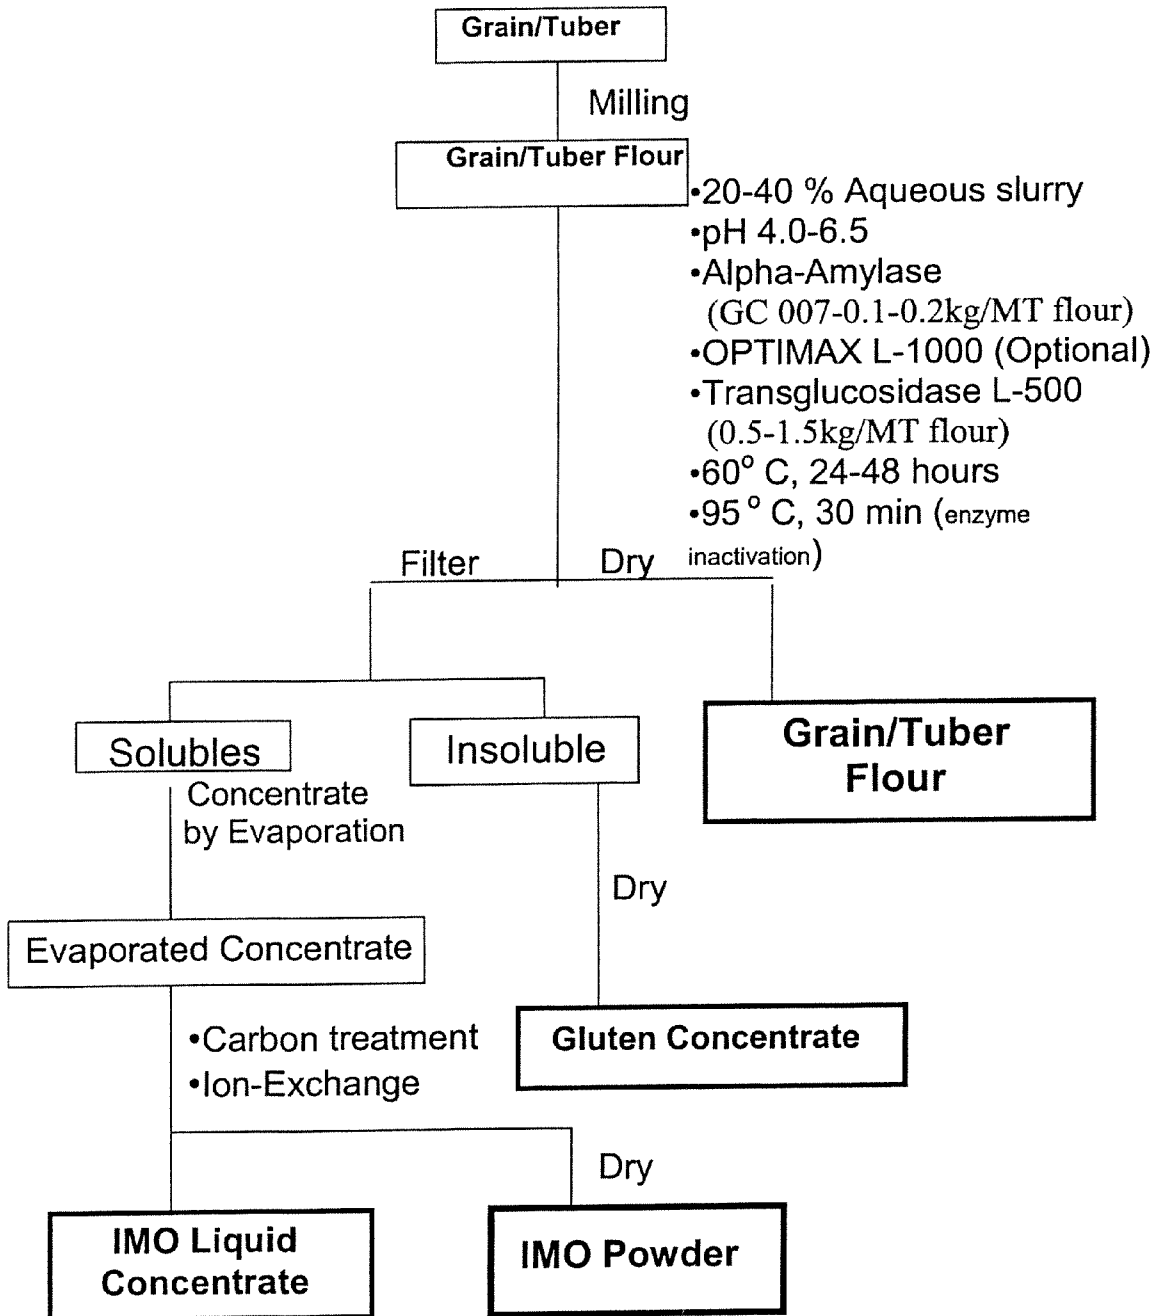 Grain/Tuber
Milling
Grain/Tuber Flour
•20-40 % Aqueous slurry
•pH 4.0-6.5
•Alpha-Amylase
(GC 007-0.1-0.2kg/MT flour)
•OPTIMAX L-1000 (Optional)
•Transglucosidase L-500
(0.5-1.5kg/MT flour)
•60° C, 24-48 hours
•95° C, 30 min (enzyme
inactivation)
Filter
Dry
Solubles
Insoluble
Grain/Tuber
Flour
Concentrate
by Evaporation
Dry
Evaporated Concentrate
•Carbon treatment
•Ion-Exchange
Gluten Concentrate
Dry
IMO Liquid
Concentrate
IMO Powder